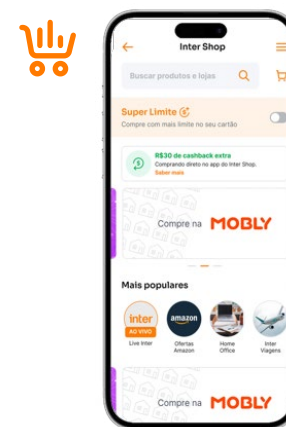 Inter Shop
Buscar produtos e lojas
Super Limite
Compre com mais limite no seu cartão
R$30 de cashback extra
Comprando direto no app do Inter Shop.
Saber mais
Compre na MOBLY
Mais populares
inter
AO VIVO
amazon
Live Inter
Ofertas
Amazon
Home
Office
Inter
Viagens
Compre na MOBLY